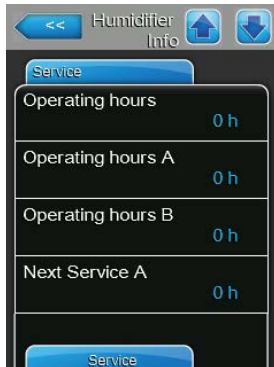 <<
Humidifier
Info
Service
Operating hours
0 h
Operating hours A
0 h
Operating hours B
0 h
Next Service A
0 h
Service